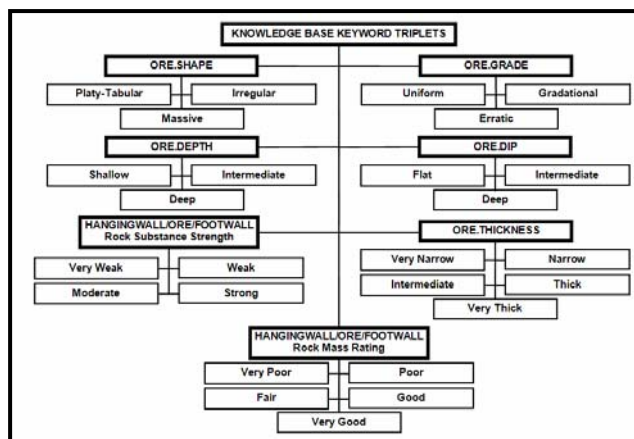 KNOWLEDGE BASE KEYWORD TRIPLETS
ORE.SHAPE
Platy-Tabular
Irregular
Massive
ORE.GRADE
Uniform
Gradational
Erratic
ORE.DEPTH
Shallow
Intermediate
Deep
ORE.DIP
Flat
Intermediate
Deep
HANGINGWALL/ORE/FOOTWALL
Rock Substance Strength
Very Weak
Weak
Moderate
Strong
ORE.THICKNESS
Very Narrow
Narrow
Intermediate
Thick
Very Thick
HANGINGWALL/ORE/FOOTWALL
Rock Mass Rating
Very Poor
Poor
Fair
Good
Very Good